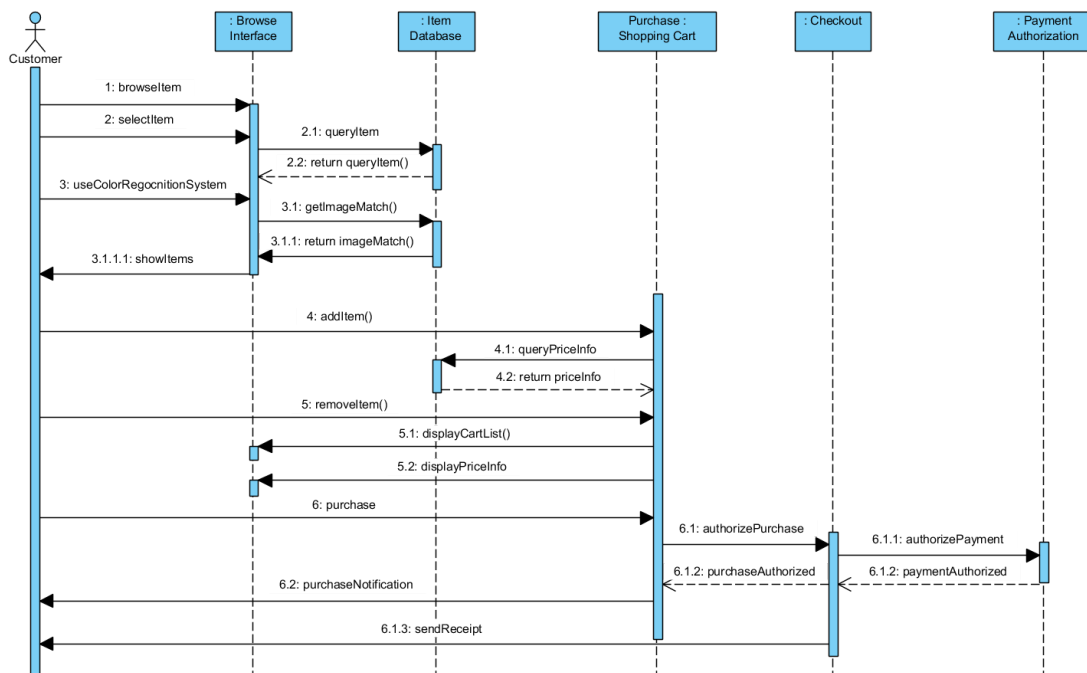 : Browse
Interface
: Item
Database
Purchase :
Shopping Cart
: Checkout
: Payment
Authorization
Customer
1: browseItem
2: selectItem
2.1: queryItem
2.2: return queryItem()
3: useColorRegocnitionSystem
3.1: getImageMatch()
3.1.1: return imageMatch()
3.1.1.1: showItems
4: addItem()
4.1: queryPriceInfo
4.2: return priceInfo
5: removeItem()
5.1: displayCartList()
5.2: displayPriceInfo
6: purchase
6.1: authorizePurchase
6.1.1: authorizePayment
6.1.2: purchaseAuthorized
6.1.2: paymentAuthorized
6.2: purchaseNotification
6.1.3: sendReceipt